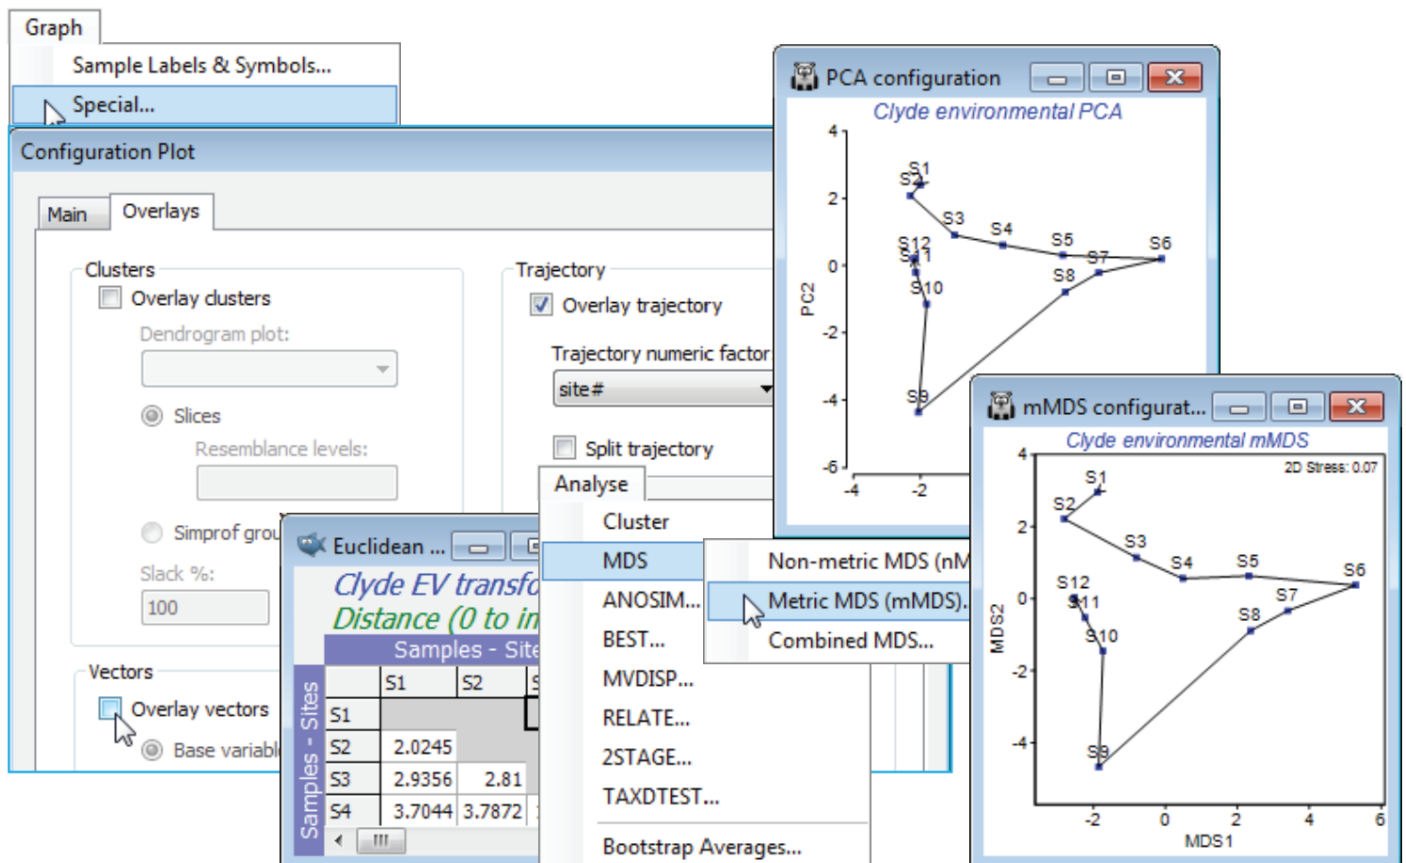 Graph
Sample Labels & Symbols...
Special...
Configuration Plot
Main
Overlays
Clusters
Overlay clusters
Dendrogram plot:
Slices
Resemblance levels:
Simprof grou
Slack %:
100
Vectors
Overlay vectors
Base variabl
Trajectory
Overlay trajectory
Trajectory numeric factor
site#
Split trajectory
Euclidean ...
Clyde EV transfo
Distance (0 to in
Samples - Site
Samples - Sites
S1 S2
S1
S2 2.0245
S3 2.9356 2.81
S4 3.7044 3.7872
Analyse
Cluster
MDS
ANOSIM...
BEST...
MVDISP...
RELATE...
2STAGE...
TAXDTEST...
Bootstrap Averages...
Non-metric MDS (nM
Metric MDS (mMDS).
Combined MDS...
PCA configuration
Clyde environmental PCA
4
2
0
-2
-4
-6
PC2
-4 -2
S1
S2
S3
S4
S5
S6
S7
S8
S12
S11
S10
S9
mMDS configurat...
Clyde environmental mMDS
2D Stress: 0.07
4
2
0
-2
-4
MDS2
S1
S2
S3
S4
S5
S6
S7
S8
S12
S11
S10
S9
-2 0 2 4 6
MDS1